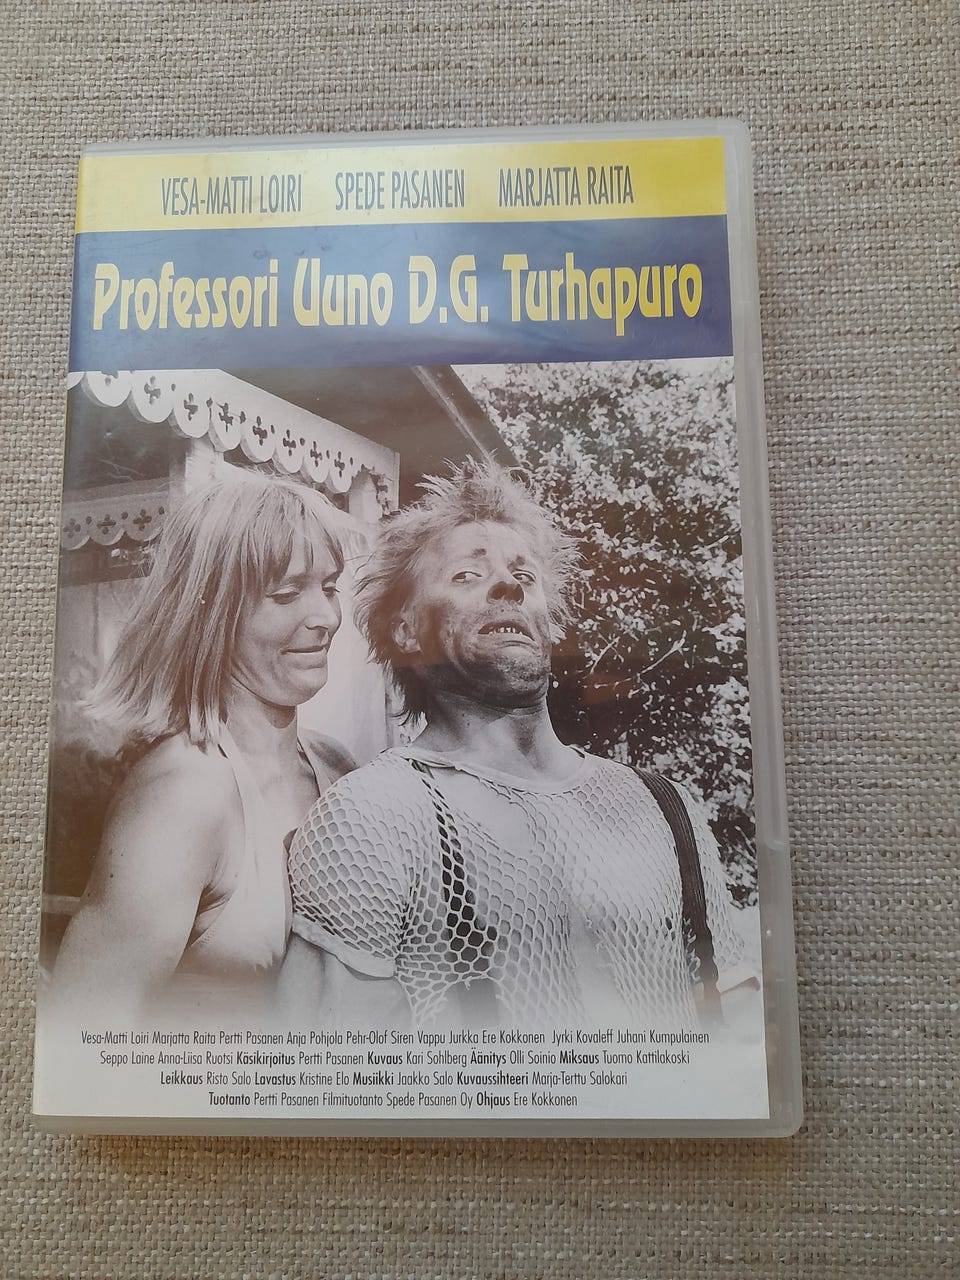 VESA-MATTI LOIRI SPEDE PASANEN MARJATTA RAITA
Professori Uuno D.G. Turhapuro
Vesa-Matti Loiri Marjatta Raita Pertti Pasanen Anja Pohjola Pehr-Olof Siren Vappu Jurkka Ere Kokkonen Jyrki Kovaleff Juhani Kumpulainen
Seppo Laine Anna-Liisa Ruotsi Käsikirjoitus Pertti Pasanen Kuvaus Kari Sohlberg Äänitys Olli Soinio Miksaus Tuomo Kattilakoski
Leikkaus Risto Salo Lavastus Kristine Elo Musiikki Jaakko Salo Kuvaussihteeri Marja-Terttu Salokari
Tuotanto Pertti Pasanen Filmituotanto Spede Pasanen Oy Ohjaus Ere Kokkonen